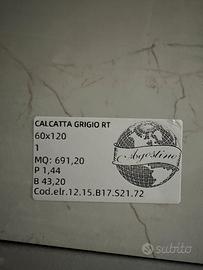 CALCATTA GRIGIO RT
60x120
1
MQ: 691,20
P 1,44
B 43,20
Cod.elr.12.15.B17.S21.72
Agostino
subito